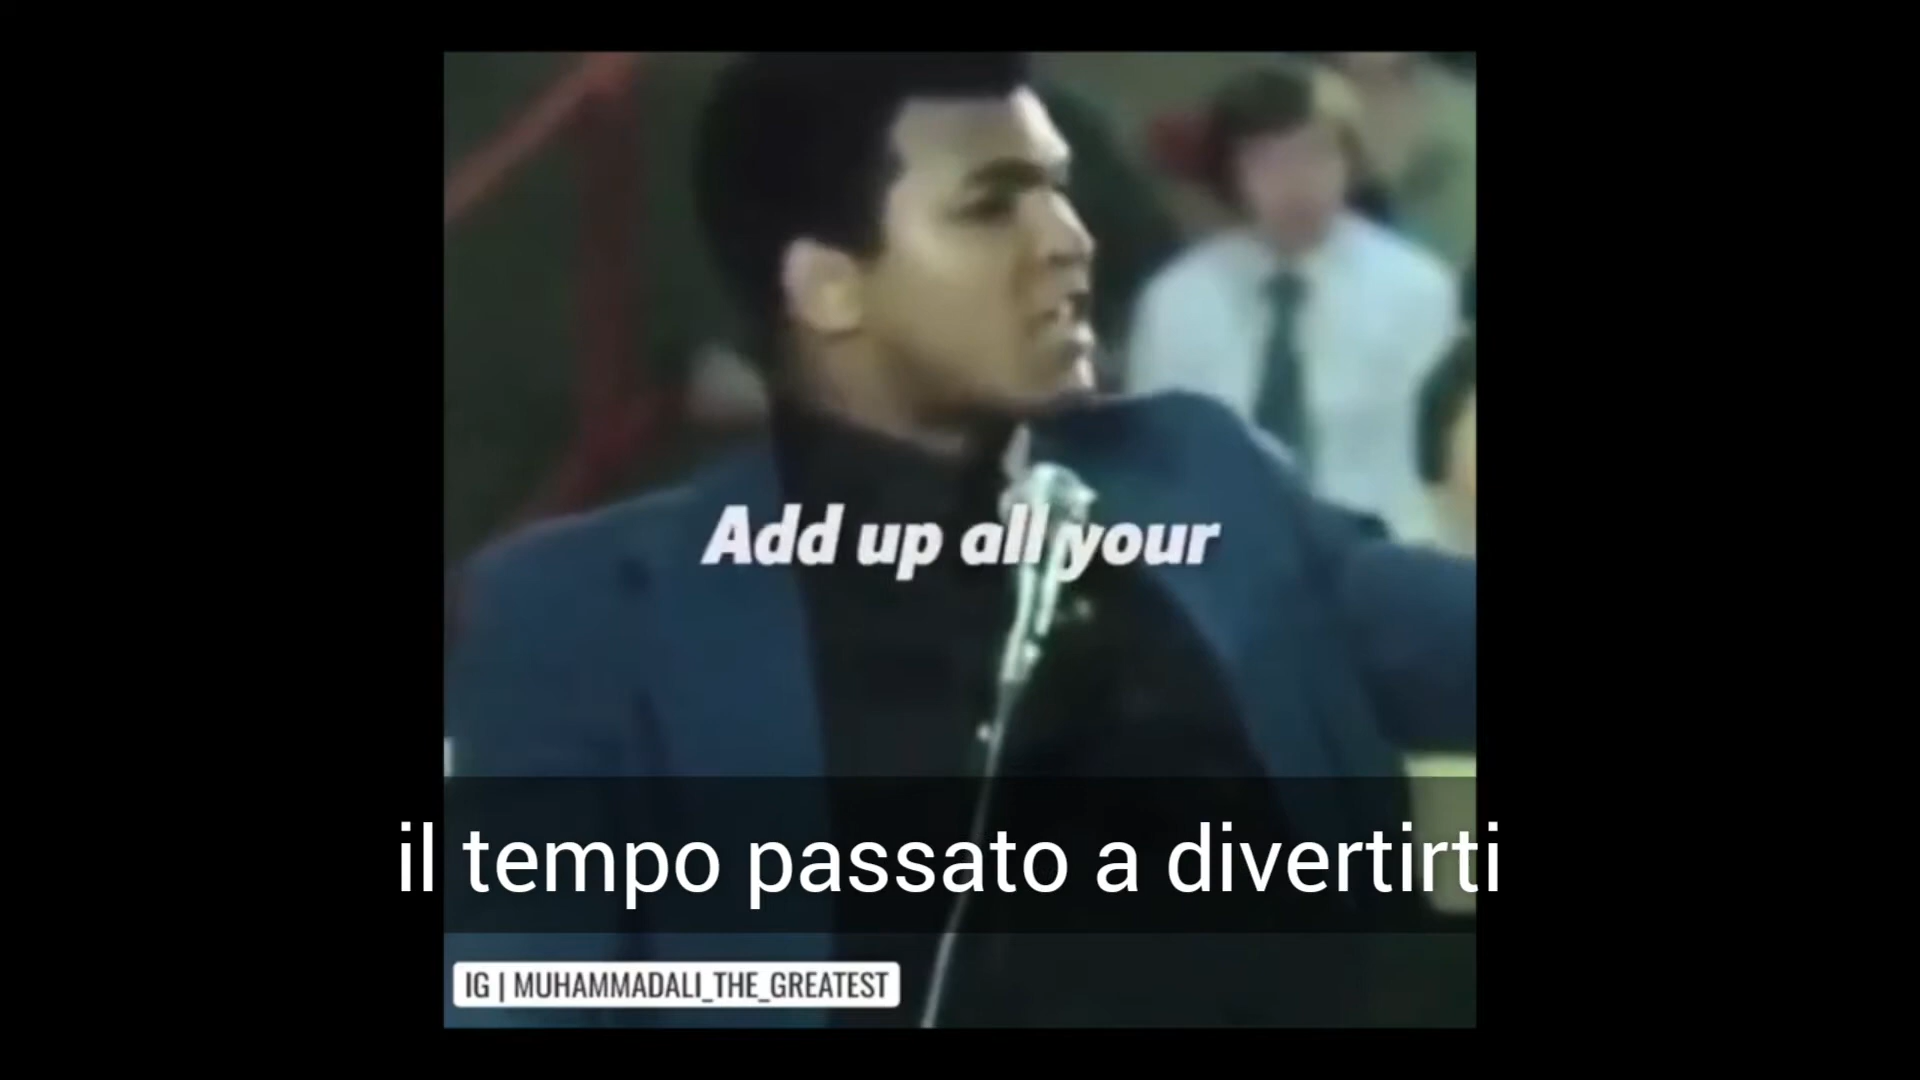 Add up all your
il tempo passato a divertirti
IG | MUHAMMADALI_THE_GREATEST